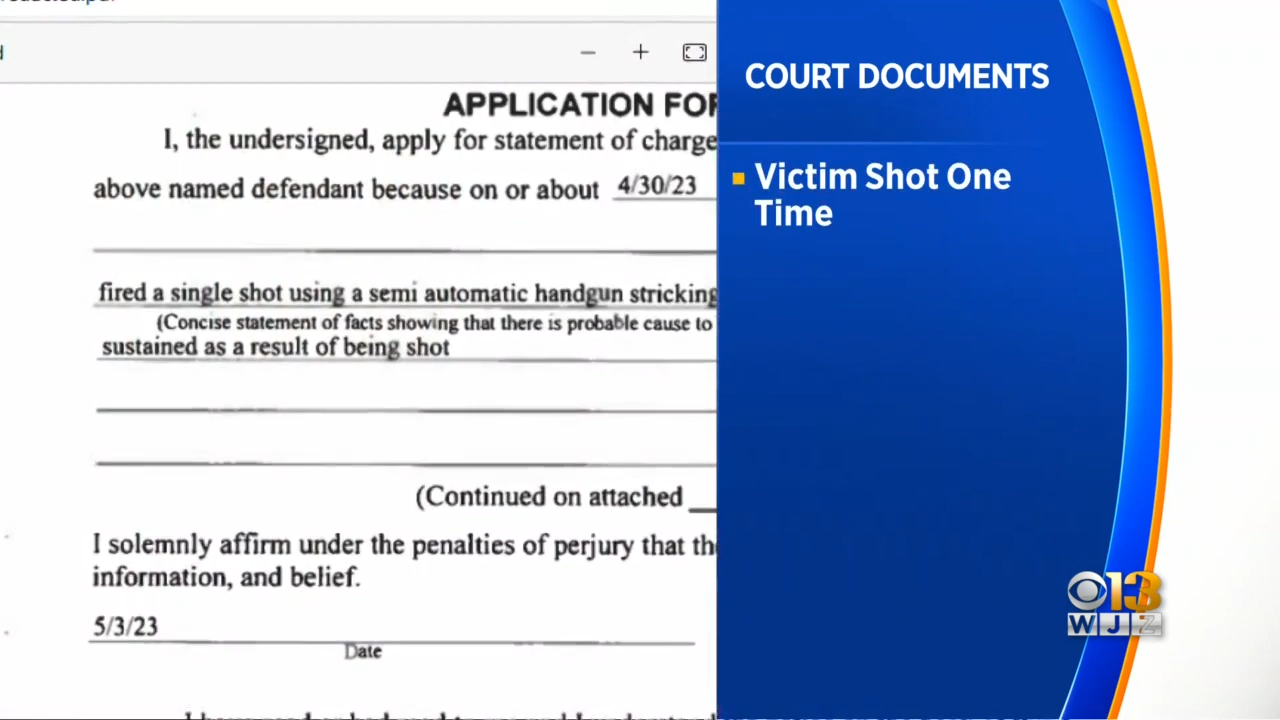 APPLICATION FOR
I, the undersigned, apply for statement of charge
above named defendant because on or about 4/30/23
fired a single shot using a semi automatic handgun stricking
(Concise statement of facts showing that there is probable cause to
sustained as a result of being shot
(Continued on attached
I solemnly affirm under the penalties of perjury that the
information, and belief.
5/3/23
Date
COURT DOCUMENTS
Victim Shot One
Time
13
WJZ